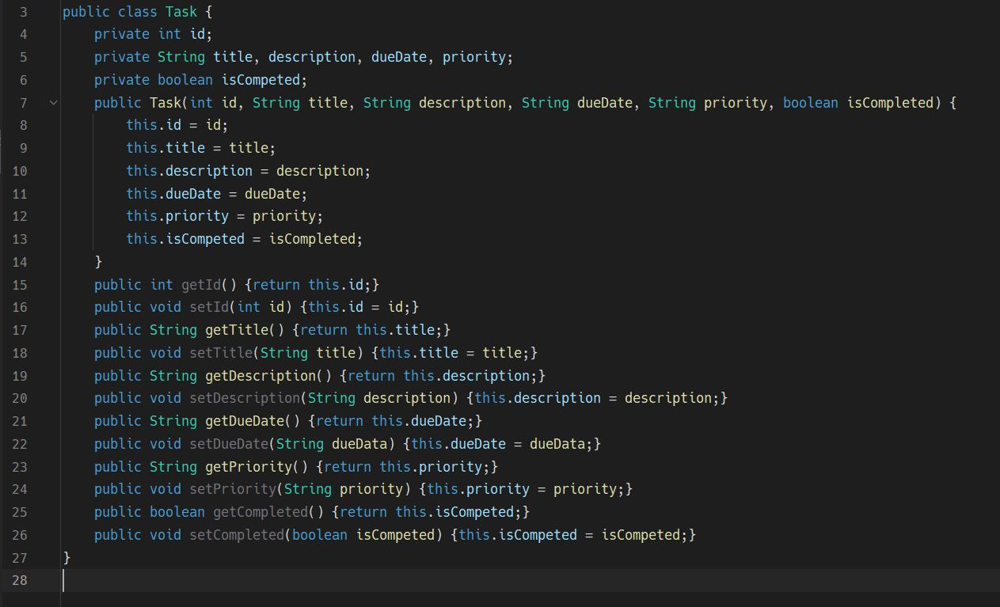 3 public class Task {
4 private int id;
5 private String title, description, dueDate, priority;
6 private boolean isCompeted;
7 public Task(int id, String title, String description, String dueDate, String priority, boolean isCompleted) {
8 this.id = id;
9 this.title = title;
10 this.description = description;
11 this.dueDate = dueDate;
12 this.priority = priority;
13 this.isCompeted = isCompleted;
14 }
15 public int getId() {return this.id;}
16 public void setId(int id) {this.id = id;}
17 public String getTitle() {return this.title;}
18 public void setTitle(String title) {this.title = title;}
19 public String getDescription() {return this.description;}
20 public void setDescription(String description) {this.description = description;}
21 public String getDueDate() {return this.dueDate;}
22 public void setDueDate(String dueData) {this.dueDate = dueData;}
23 public String getPriority() {return this.priority;}
24 public void setPriority(String priority) {this.priority = priority;}
25 public boolean getCompleted() {return this.isCompeted;}
26 public void setCompleted(boolean isCompeted) {this.isCompeted = isCompeted;}
27 }
28